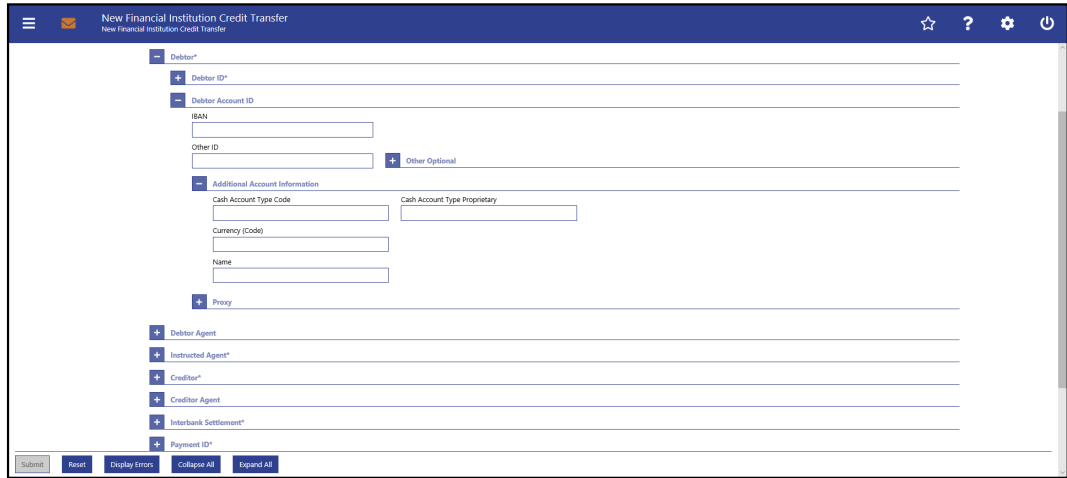 New Financial Institution Credit Transfer
New Financial Institution Credit Transfer
Debtor*
Debtor ID*
Debtor Account ID
IBAN
Other ID
Other Optional
Additional Account Information
Cash Account Type Code Cash Account Type Proprietary
Currency (Code)
Name
Proxy
Debtor Agent
Instructed Agent*
Creditor*
Creditor Agent
Interbank Settlement*
Payment ID*
Submit Reset Display Errors Collapse All Expand All